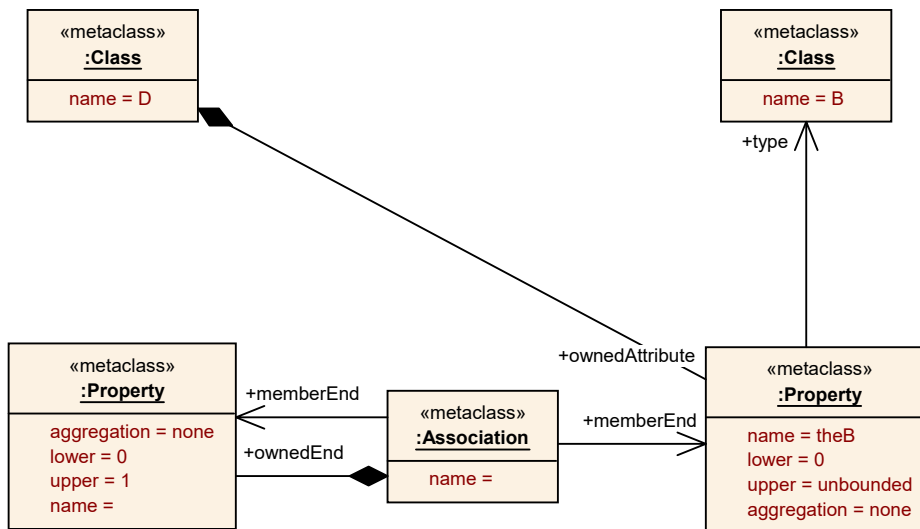 «metaclass»
:Class
name = D
«metaclass»
:Class
name = B
+type
+ownedAttribute
«metaclass»
:Property
aggregation = none
lower = 0
upper = 1
name =
+memberEnd
+ownedEnd
«metaclass»
:Association
name =
+memberEnd
«metaclass»
:Property
name = theB
lower = 0
upper = unbounded
aggregation = none